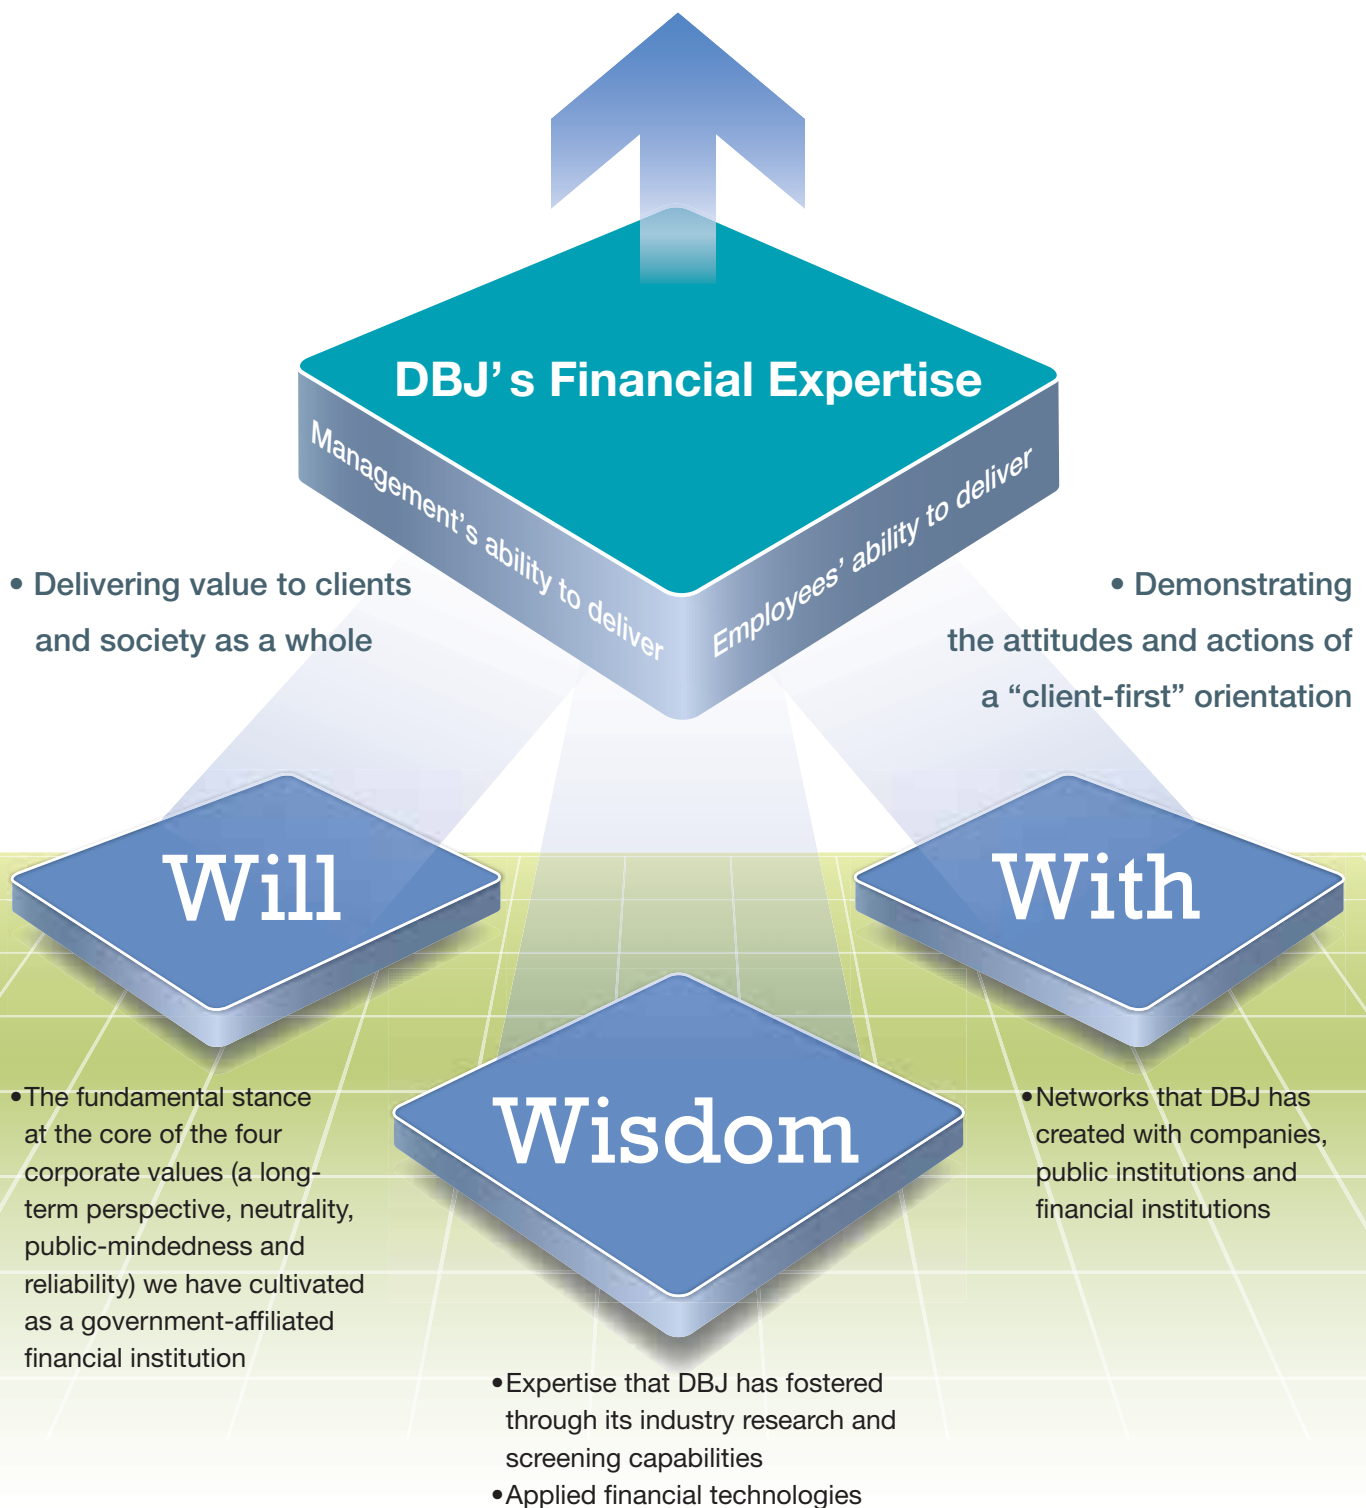 DBJ’s Financial Expertise
Management’s ability to deliver
Employees’ ability to deliver
• Delivering value to clients
and society as a whole
• Demonstrating
the attitudes and actions of
a “client-first” orientation
Will
With
Wisdom
•The fundamental stance
at the core of the four
corporate values (a long-
term perspective, neutrality,
public-mindedness and
reliability) we have cultivated
as a government-affiliated
financial institution
•Networks that DBJ has
created with companies,
public institutions and
financial institutions
•Expertise that DBJ has fostered
through its industry research and
screening capabilities
•Applied financial technologies